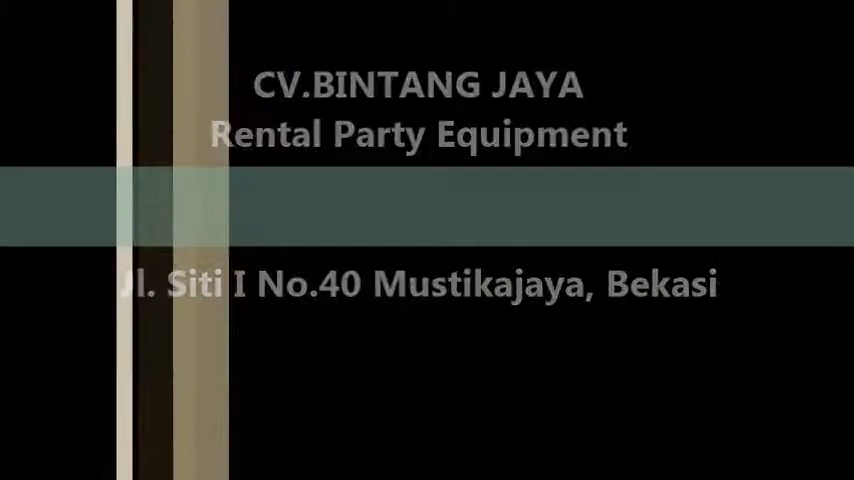 CV.BINTANG JAYA
Rental Party Equipment
Jl. Siti I No.40 Mustikajaya, Bekasi